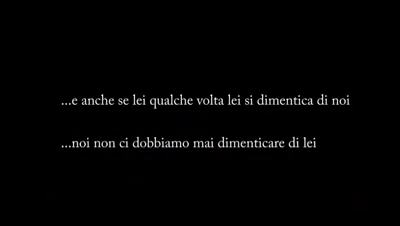 ...e anche se lei qualche volta lei si dimentica di noi
...noi non ci dobbiamo mai dimenticare di lei